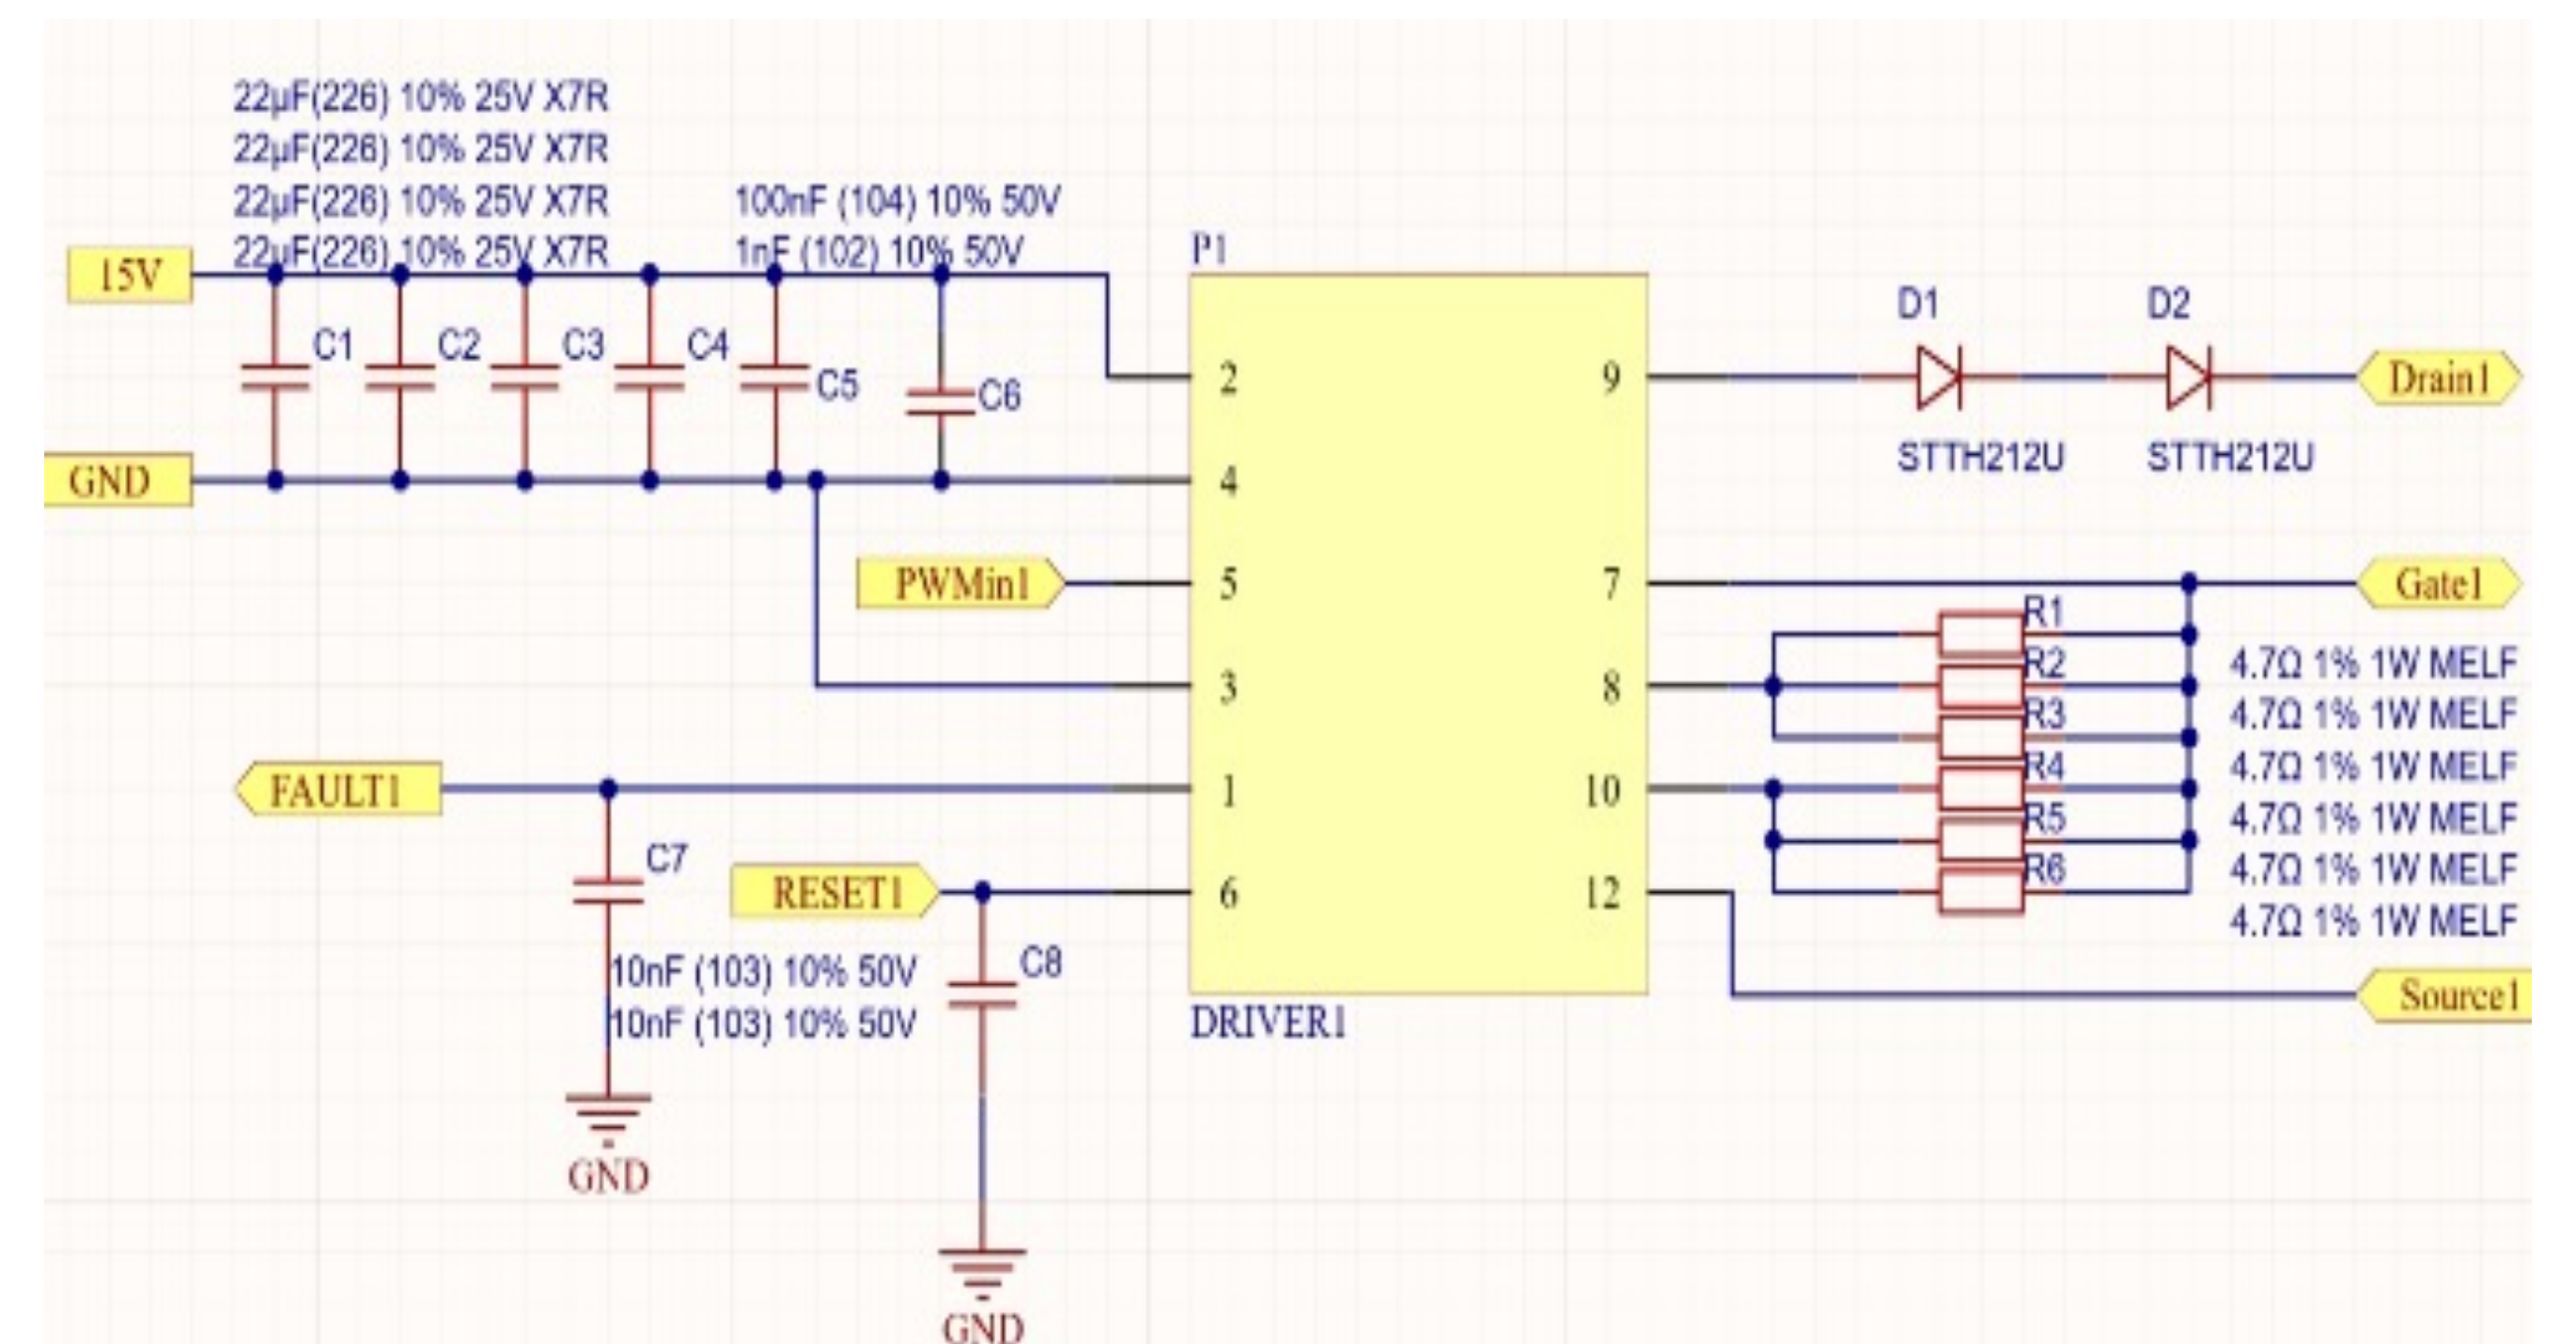 22µF(226) 10% 25V X7R
22µF(226) 10% 25V X7R
22µF(226) 10% 25V X7R
22µF(226) 10% 25V X7R
100nF (104) 10% 50V
1nF (102) 10% 50V
15V
GND
C1
C2
C3
C4
C5
C6
P1
2
4
5
3
1
6
9
7
8
10
12
DRIVER1
PWMin1
FAULT1
RESET1
C7
10nF (103) 10% 50V
10nF (103) 10% 50V
C8
GND
GND
D1
D2
STTH212U
STTH212U
Drain1
Gate1
R1
R2
R3
R4
R5
R6
4.7Ω 1% 1W MELF
4.7Ω 1% 1W MELF
4.7Ω 1% 1W MELF
4.7Ω 1% 1W MELF
4.7Ω 1% 1W MELF
4.7Ω 1% 1W MELF
Source1